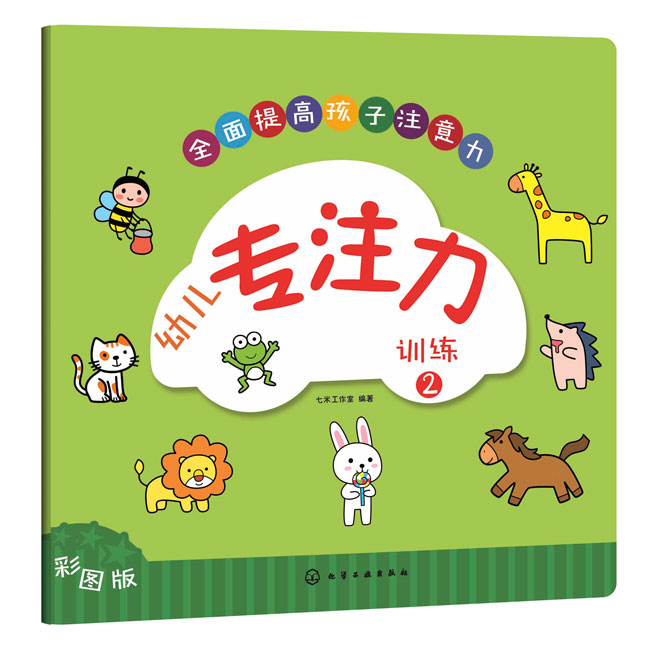 全面提高孩子注意力
幼儿专注力
训练
2
七米工作室 编著
彩图版
化学工业出版社